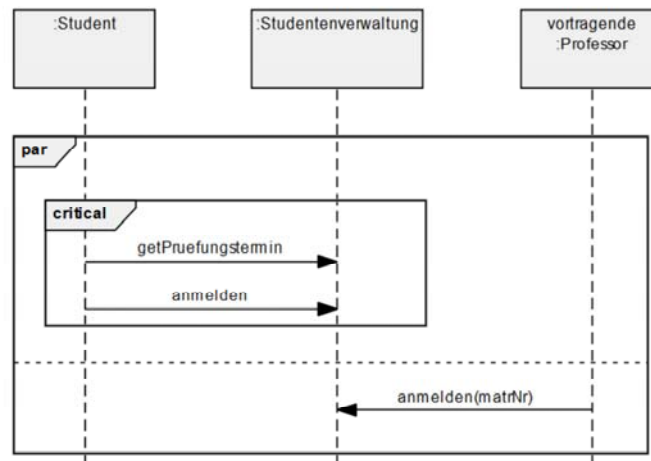 :Student
:Studentenverwaltung
vortragende
:Professor
par
critical
getPruefungstermin
anmelden
anmelden(matrNr)